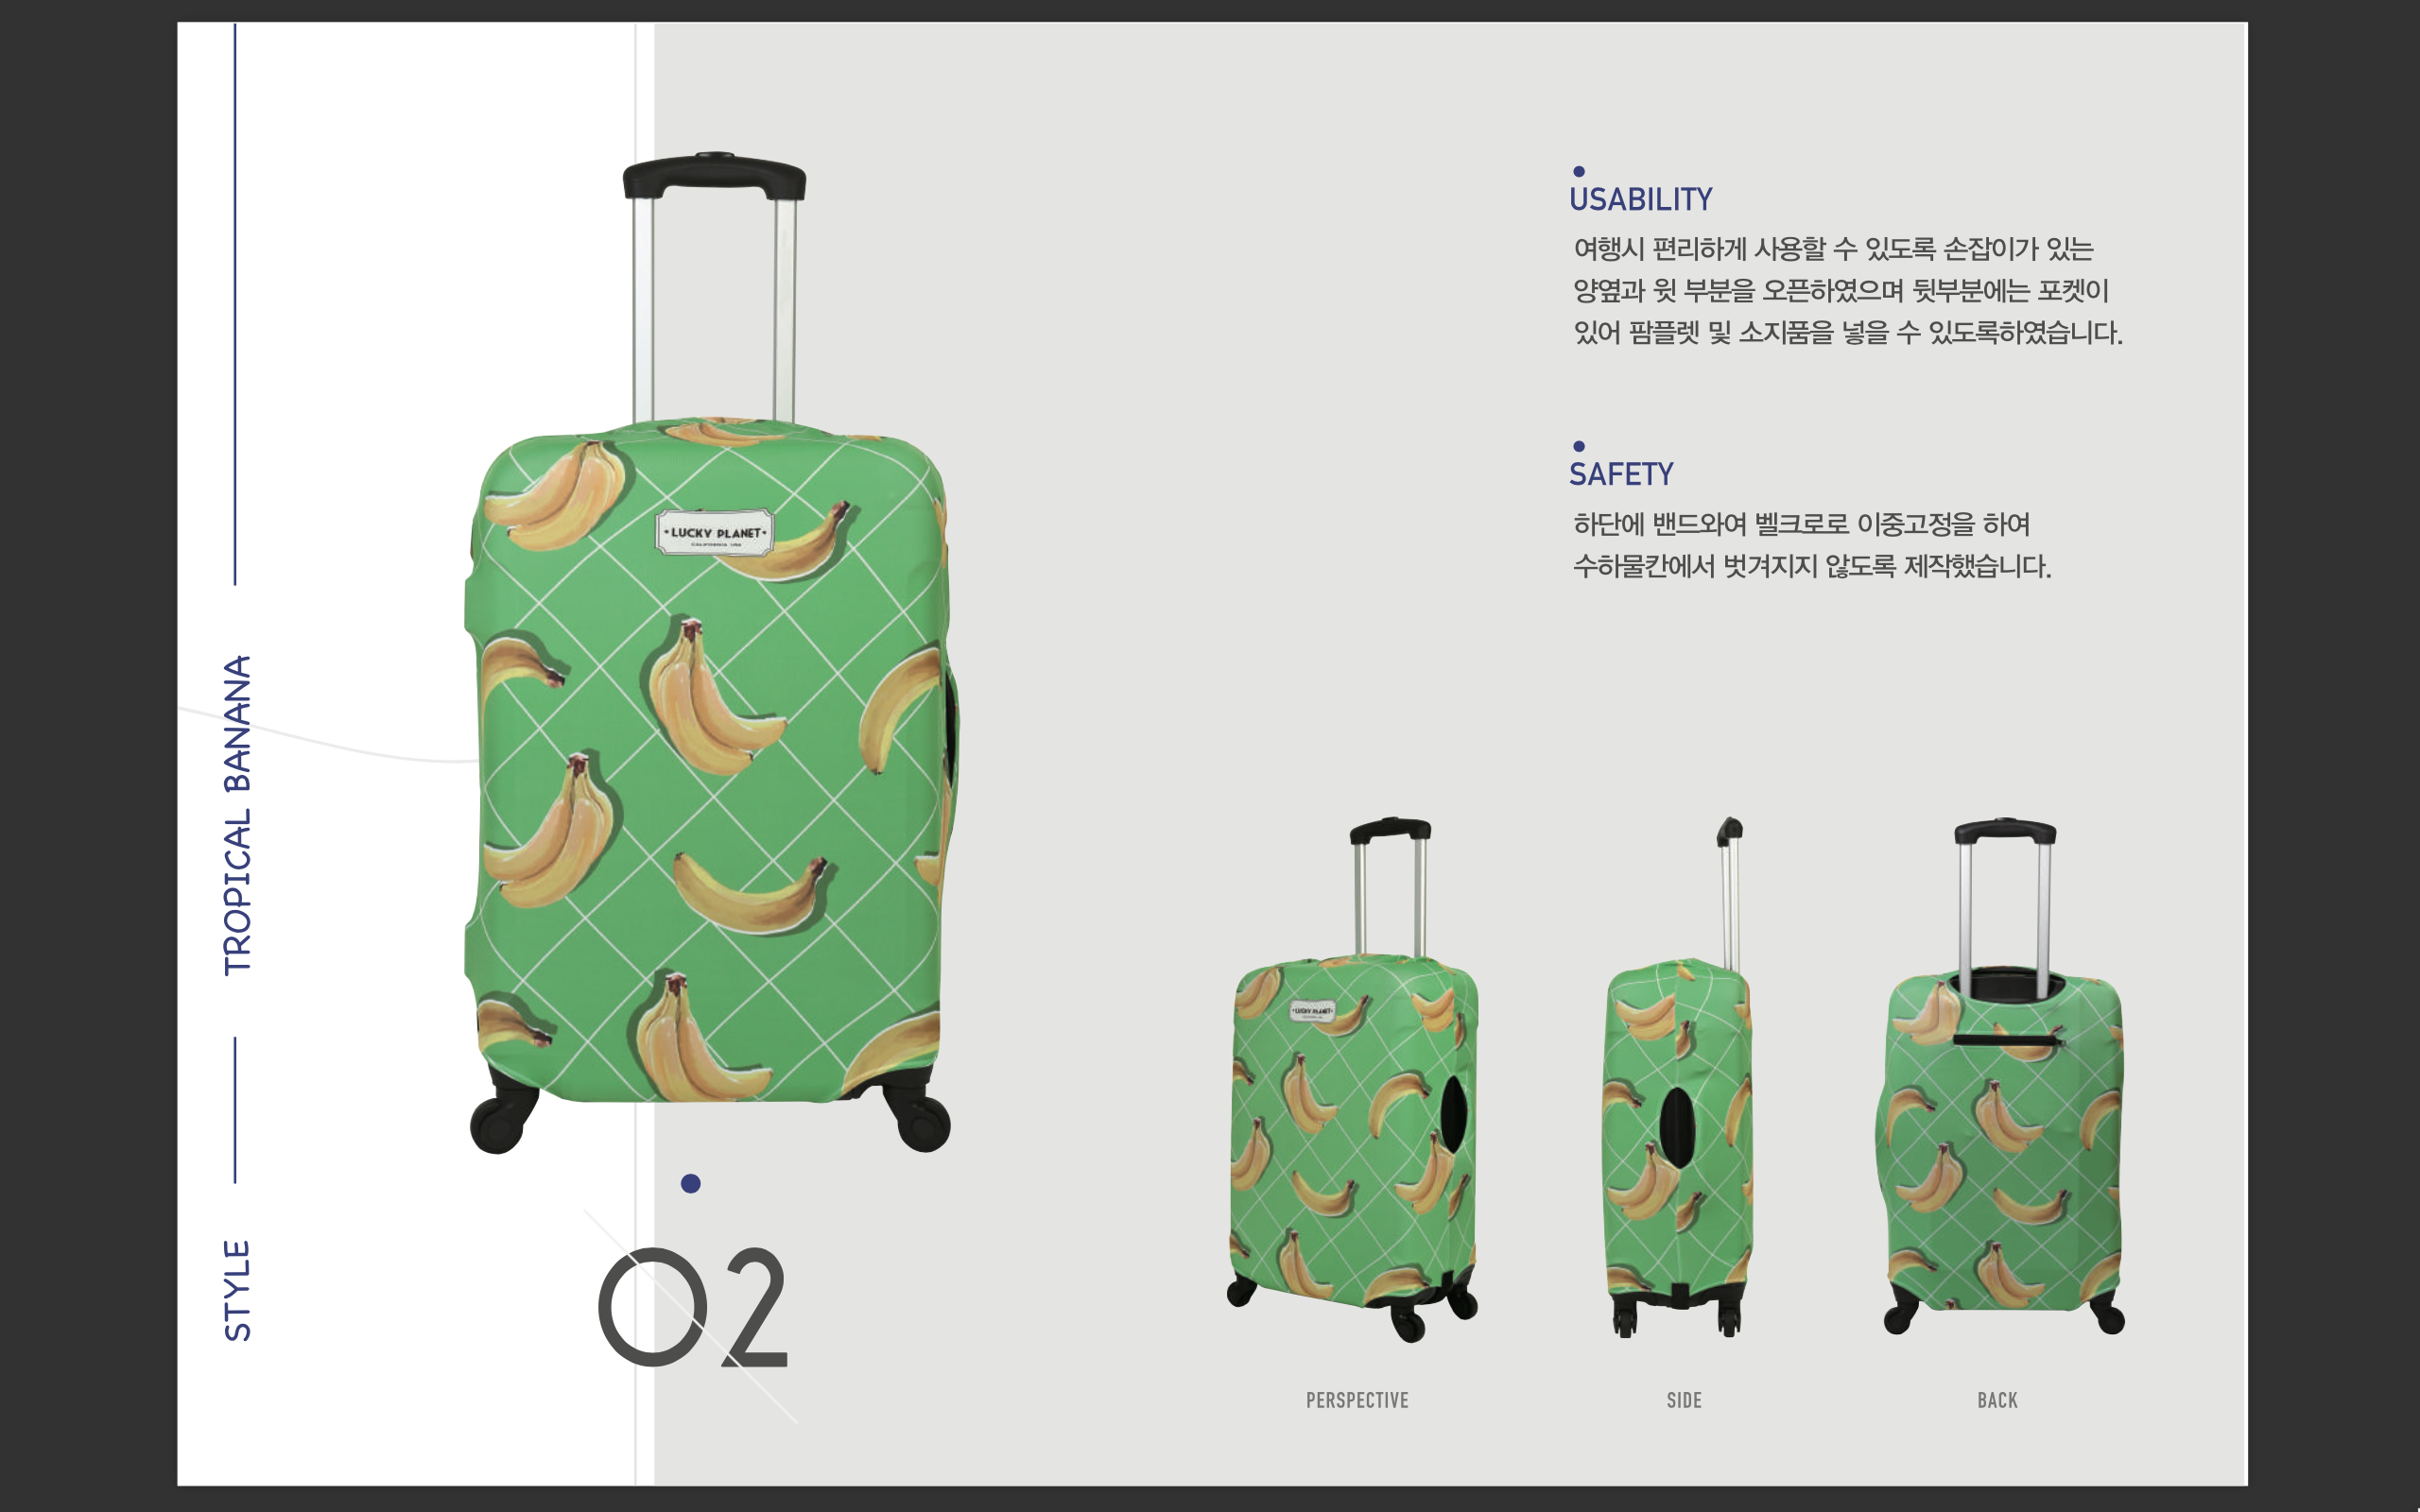 STYLE
TROPICAL BANANA
• LUCKY PLANET •
CALIFORNIA USA
02
USABILITY
여행시 편리하게 사용할 수 있도록 손잡이가 있는
양옆과 윗 부분을 오픈하였으며 뒷부분에는 포켓이
있어 팜플렛 및 소지품을 넣을 수 있도록하였습니다.
SAFETY
하단에 밴드와여 벨크로로 이중고정을 하여
수하물칸에서 벗겨지지 않도록 제작했습니다.
• LUCKY PLANET •
PERSPECTIVE
SIDE
BACK